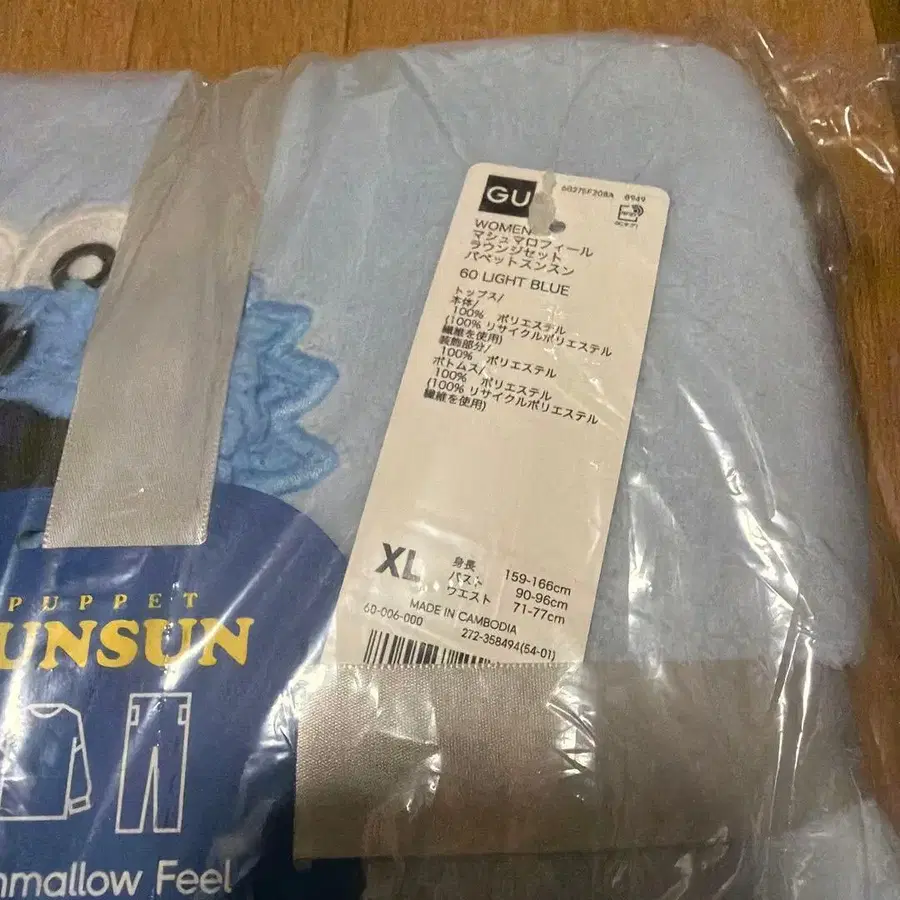 GU
60275F208A 0949
WOMEN
マシュマロフィール
ラウンジセット
パペットスンスン
60 LIGHT BLUE
トップス/
本体/
100% ポリエステル
(100% リサイクルポリエステル
繊維を使用)
装飾部分/
100% ポリエステル
ボトムス/
100% ポリエステル
(100% リサイクルポリエステル
繊維を使用)
XL
身長 159-166cm
バスト 90-96cm
ウエスト 71-77cm
MADE IN CAMBODIA
60-006-000 272-358494(54-01)
PUPPET
UNSUN
hmallow Feel